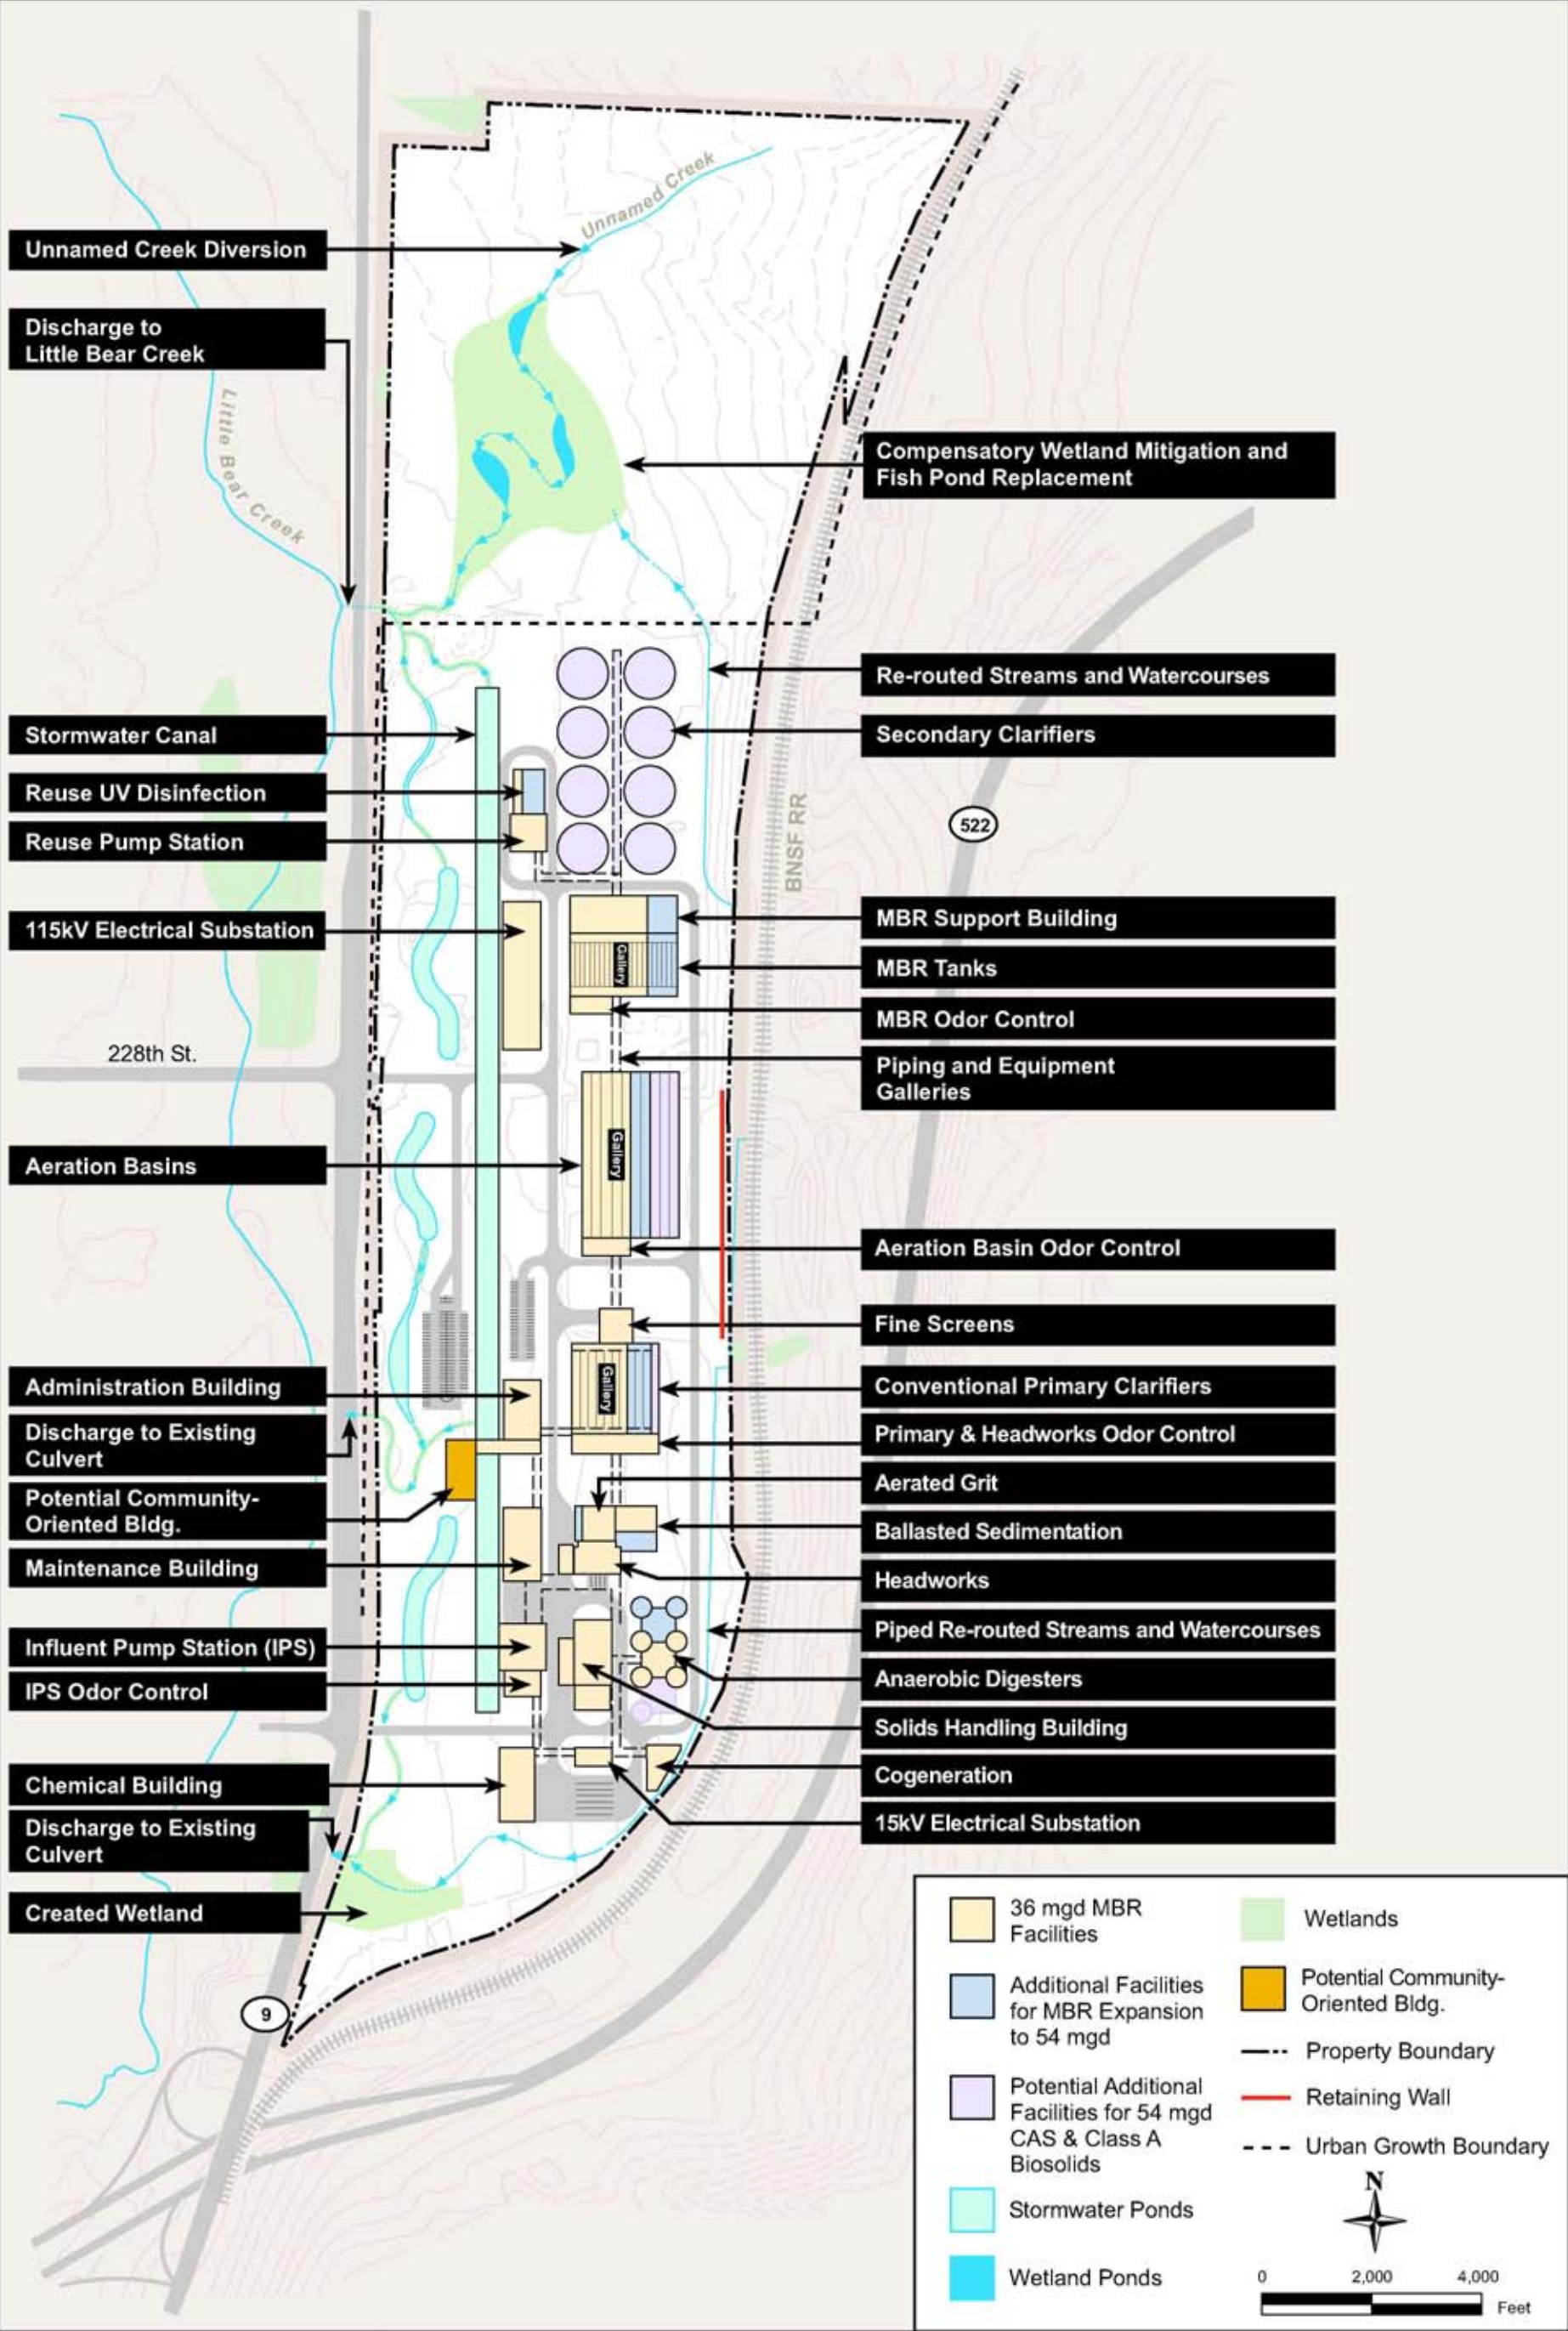 Unnamed Creek
Unnamed Creek Diversion
Discharge to
Little Bear Creek
Little Bear Creek
Compensatory Wetland Mitigation and
Fish Pond Replacement
Re-routed Streams and Watercourses
Stormwater Canal
Secondary Clarifiers
Reuse UV Disinfection
Reuse Pump Station
522
BNSF RR
115kV Electrical Substation
MBR Support Building
Gallery
MBR Tanks
MBR Odor Control
228th St.
Piping and Equipment
Galleries
Gallery
Aeration Basins
Aeration Basin Odor Control
Fine Screens
Gallery
Administration Building
Conventional Primary Clarifiers
Discharge to Existing
Culvert
Primary & Headworks Odor Control
Aerated Grit
Potential Community-
Oriented Bldg.
Ballasted Sedimentation
Maintenance Building
Headworks
Influent Pump Station (IPS)
Piped Re-routed Streams and Watercourses
IPS Odor Control
Anaerobic Digesters
Solids Handling Building
Chemical Building
Cogeneration
Discharge to Existing
Culvert
15kV Electrical Substation
Created Wetland
9
36 mgd MBR
Facilities
Additional Facilities
for MBR Expansion
to 54 mgd
Potential Additional
Facilities for 54 mgd
CAS & Class A
Biosolids
Stormwater Ponds
Wetland Ponds
Wetlands
Potential Community-
Oriented Bldg.
Property Boundary
Retaining Wall
Urban Growth Boundary
N
0 2,000 4,000
Feet